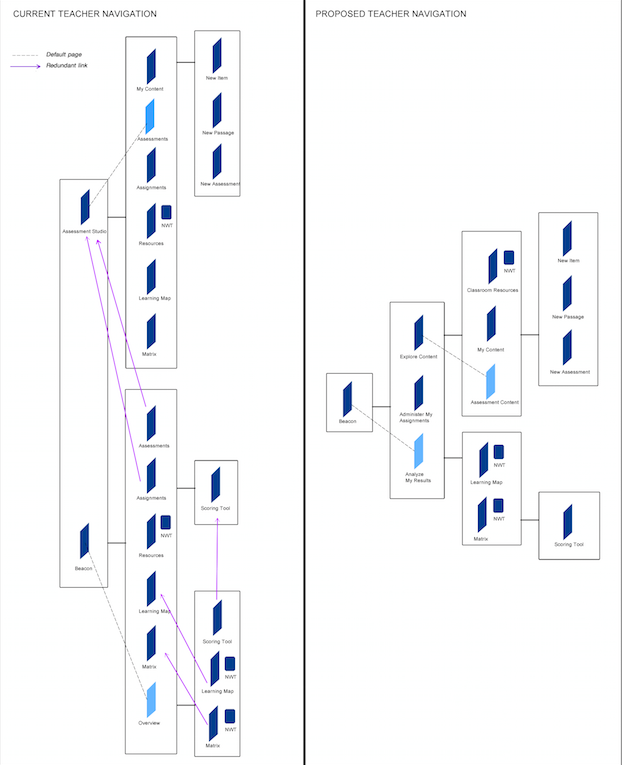 CURRENT TEACHER NAVIGATION
Default page
Redundant link
My Content
Assessments
Assignments
NWT
Resources
Learning Map
Matrix
New Item
New Passage
New Assessment
Assessment Studio
Beacon
Assessments
Assignments
NWT
Resources
Learning Map
Matrix
Overview
Scoring Tool
Scoring Tool
NWT
Learning Map
NWT
Matrix
PROPOSED TEACHER NAVIGATION
Beacon
Explore Content
Administer My
Assignments
Analyze
My Results
NWT
Classroom Resources
My Content
Assessment Content
NWT
Learning Map
NWT
Matrix
New Item
New Passage
New Assessment
Scoring Tool